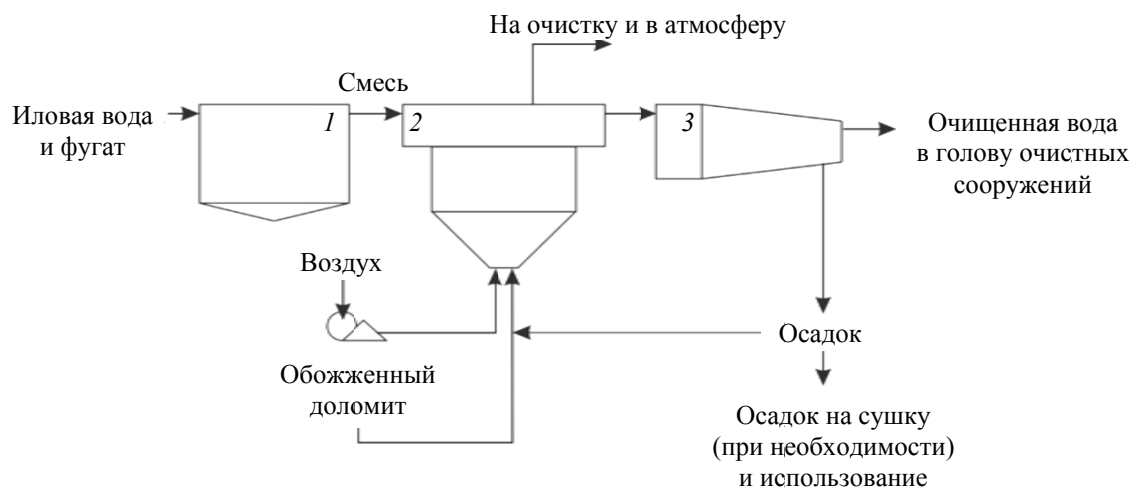 На очистку и в атмосферу
Смесь
Иловая вода
и фугат
1
2
3
Очищенная вода
в голову очистных
сооружений
Воздух
Осадок
Обожженный
доломит
Осадок на сушку
(при необходимости)
и использование